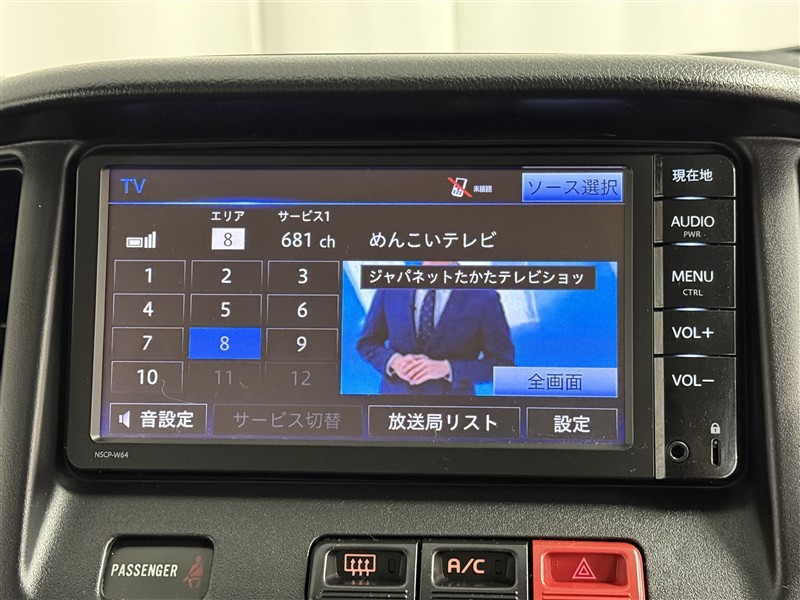 TV
未接続
ソース選択
エリア
8
サービス1
681 ch
めんこいテレビ
1
2
3
4
5
6
7
8
9
10
11
12
ジャパネットたかたテレビショッ
全画面
音設定
サービス切替
放送局リスト
設定
現在地
AUDIO
PWR
MENU
CTRL
VOL+
VOL−
NSCP-W64
PASSENGER
A/C